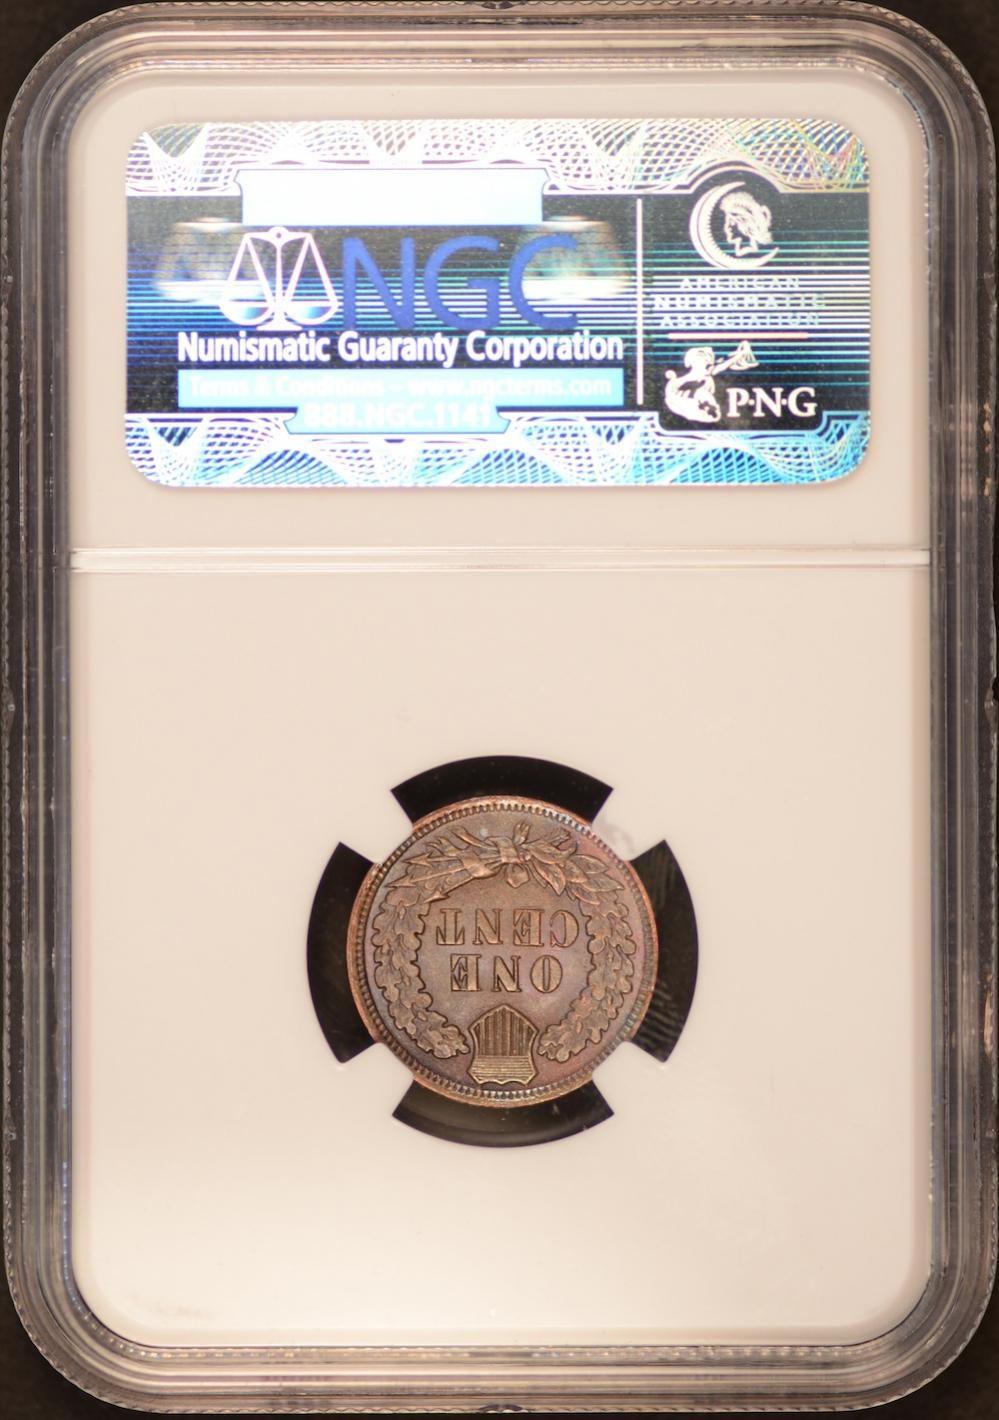 NGC
Numismatic Guaranty Corporation
Terms & Conditions – www.ngcterms.com
888.NGC.1141
AMERICAN
NUMISMATIC
ASSOCIATION
P·N·G
ONE
CENT